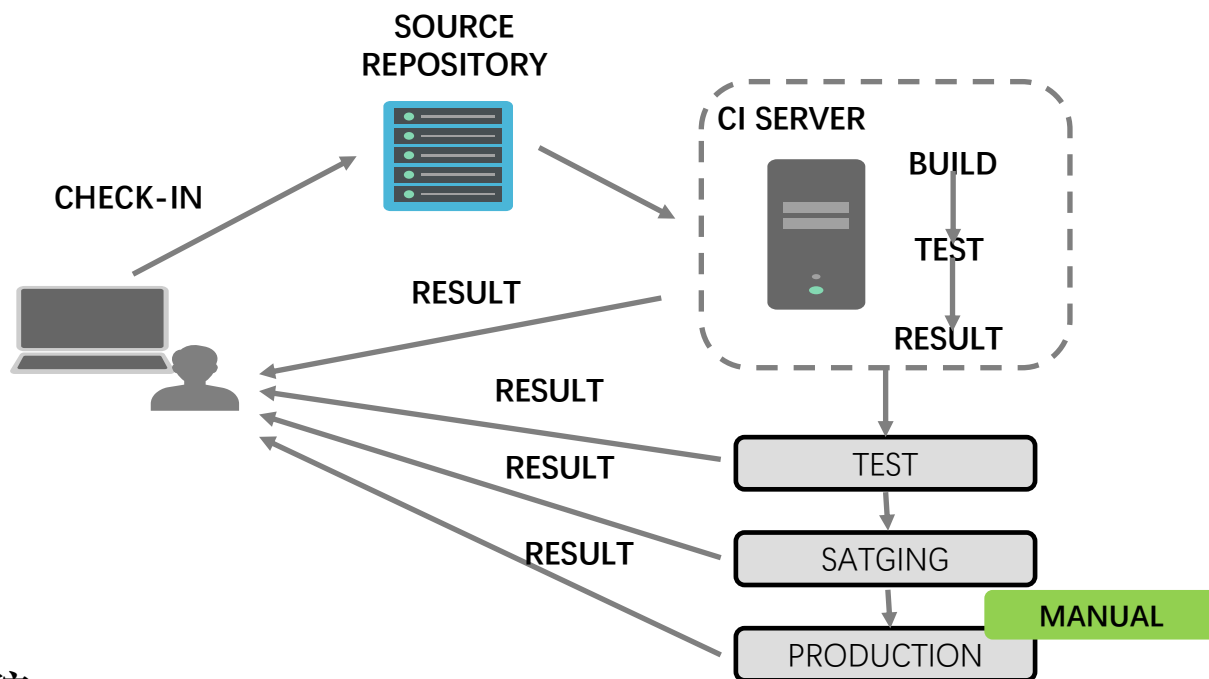 SOURCE
REPOSITORY
CI SERVER
BUILD
CHECK-IN
TEST
RESULT
RESULT
RESULT
TEST
RESULT
RESULT
SATGING
MANUAL
PRODUCTION